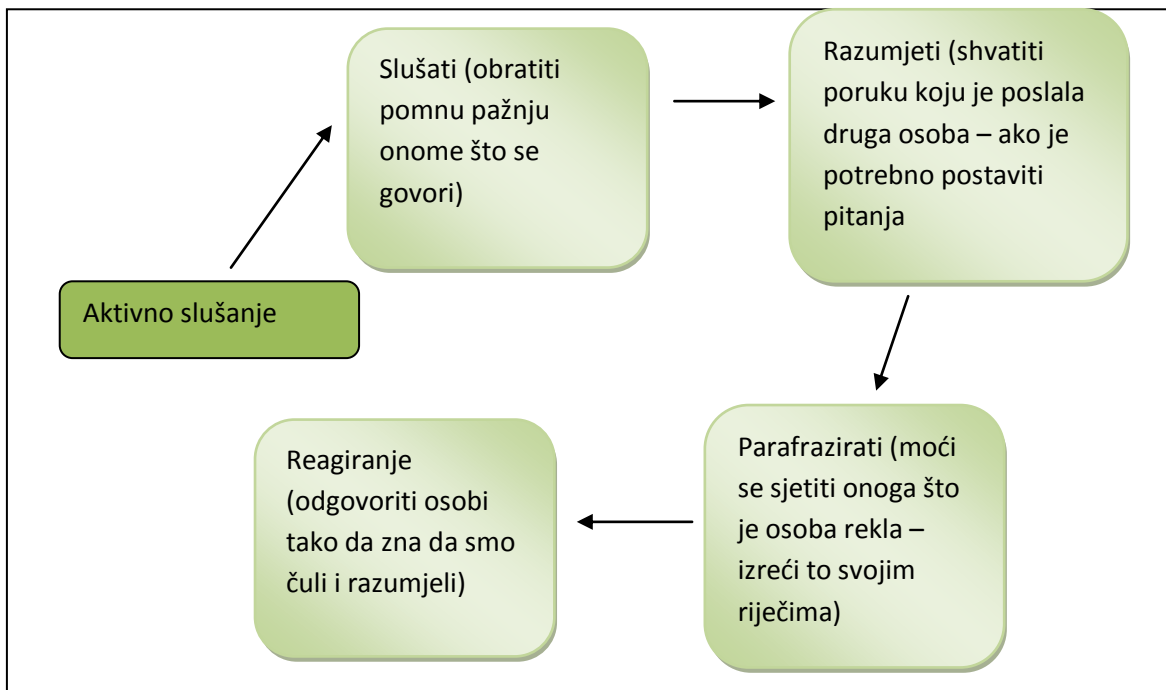 Aktivno slušanje
Slušati (obratiti
pomnu pažnju
onome što se
govori)
Razumjeti (shvatiti
poruku koju je poslala
druga osoba – ako je
potrebno postaviti
pitanja
Parafrazirati (moći
se sjetiti onoga što
je osoba rekla –
izreći to svojim
riječima)
Reagiranje
(odgovoriti osobi
tako da zna da smo
čuli i razumjeli)